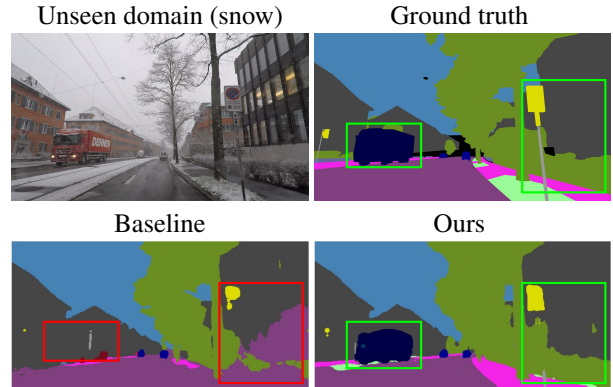 Unseen domain (snow)
Ground truth
DENNER
Baseline
Ours